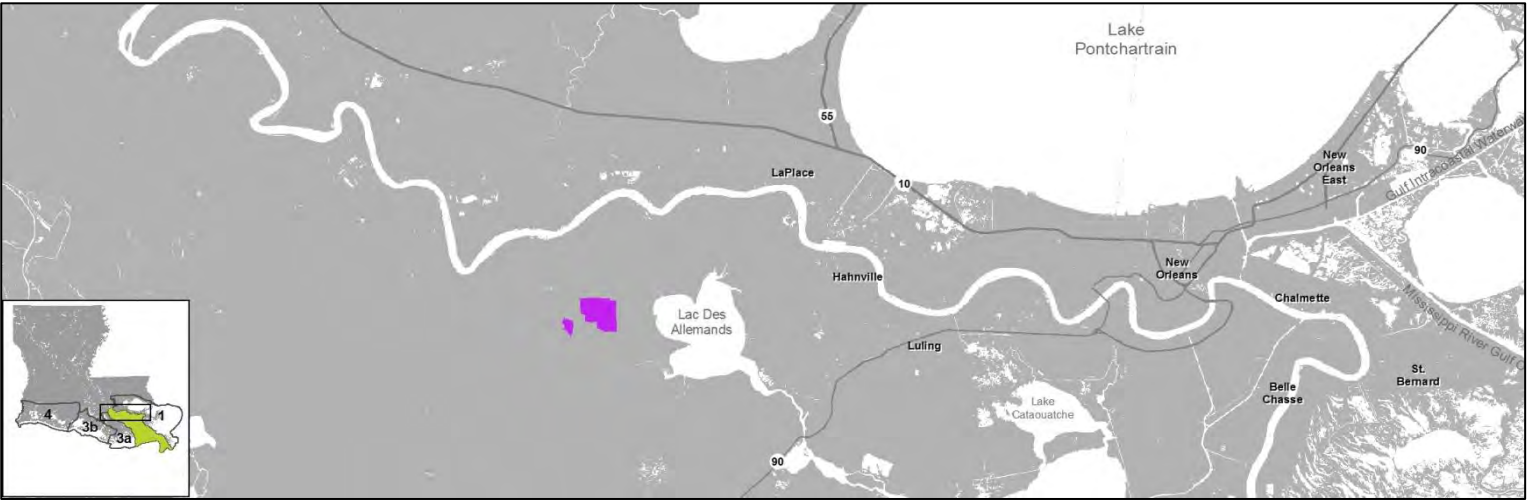 Lake
Pontchartrain
55
New
Orleans
East
90
Gulf Intracoastal Waterway
LaPlace
10
New
Orleans
Hahnville
Chalmette
Lac Des
Allemands
Mississippi River Gulf
Luling
St.
Bernard
Belle
Chasse
Lake
Cataouatche
4
3b
3a
1
90